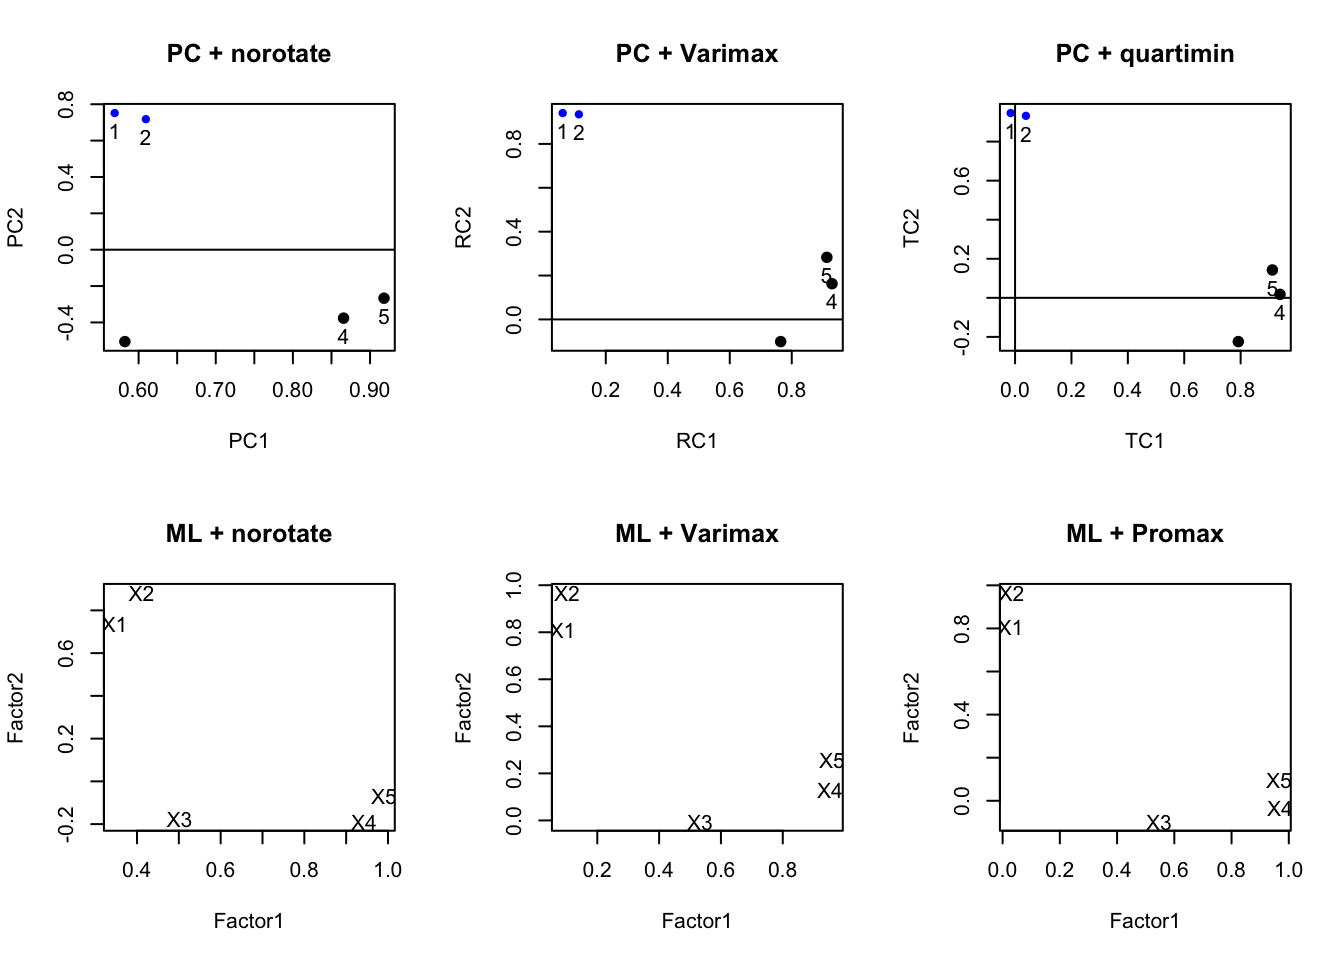 PC + norotate
0.8
0.4
0.0
-0.4
PC2
1
2
4
5
0.60
0.70
0.80
0.90
PC1
PC + Varimax
0.8
0.4
0.0
RC2
1
2
5
4
0.2
0.4
0.6
0.8
RC1
PC + quartimin
0.6
0.2
-0.2
TC2
1
2
5
4
0.0
0.2
0.4
0.6
0.8
TC1
ML + norotate
0.6
0.2
-0.2
Factor2
X2
X1
X5
X3
X4
0.4
0.6
0.8
1.0
Factor1
ML + Varimax
1.0
0.8
0.6
0.4
0.2
0.0
Factor2
X2
X1
X5
X4
X3
0.2
0.4
0.6
0.8
Factor1
ML + Promax
0.8
0.4
0.0
Factor2
X2
X1
X5
X4
X3
0.0
0.2
0.4
0.6
0.8
1.0
Factor1